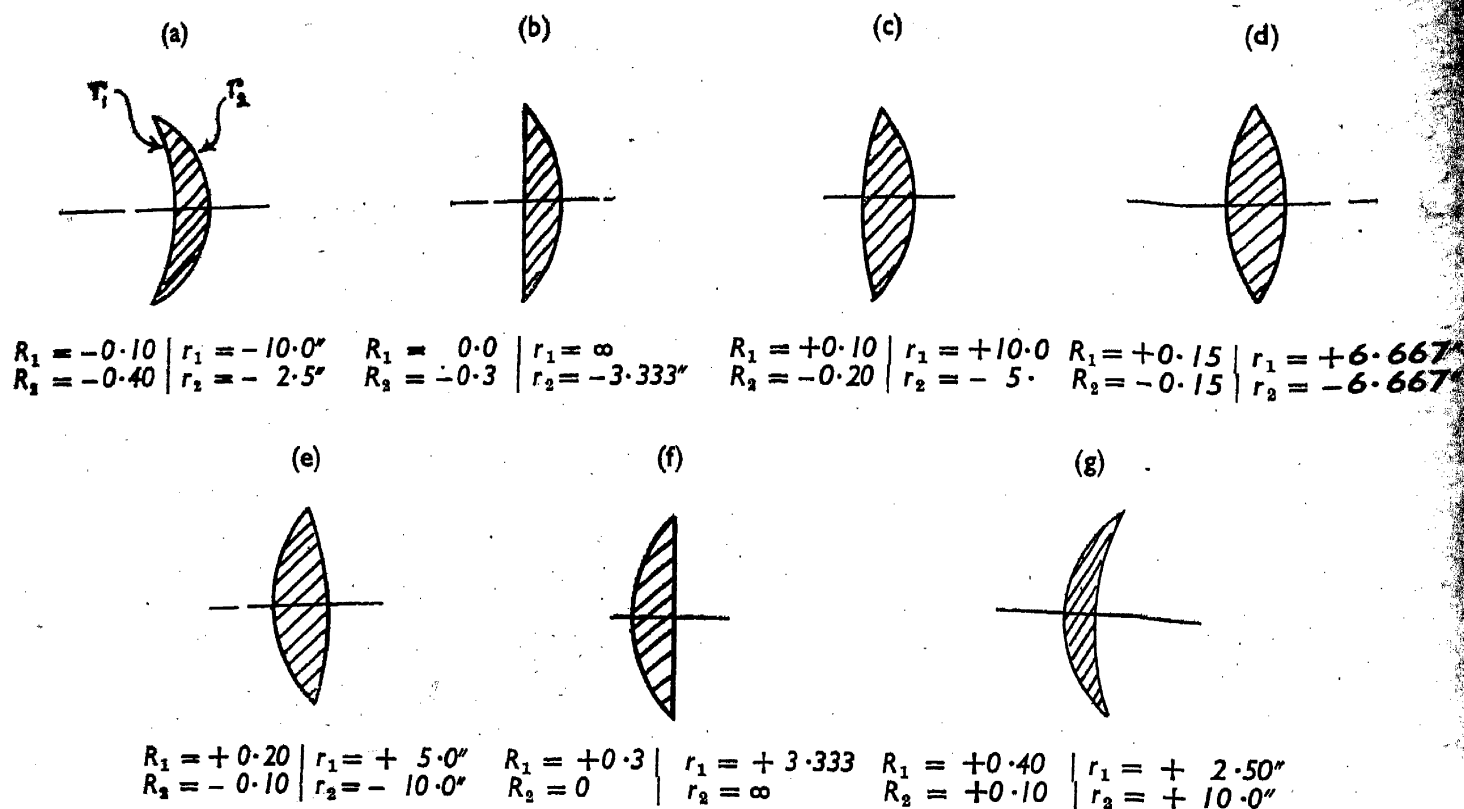 (a) (b) (c) (d)
r₁ r₂
R₁ = -0·10 | r₁ = -10·0″ R₁ = 0·0 | r₁ = ∞ R₁ = +0·10 | r₁ = +10·0 R₁ = +0·15 | r₁ = +6·667″
R₂ = -0·40 | r₂ = - 2·5″ R₂ = -0·3 | r₂ = -3·333″ R₂ = -0·20 | r₂ = - 5· R₂ = -0·15 | r₂ = -6·667″
(e) (f) (g)
R₁ = + 0·20 | r₁ = + 5·0″ R₁ = +0·3 | r₁ = + 3·333 R₁ = +0·40 | r₁ = + 2·50″
R₂ = - 0·10 | r₂ = - 10·0″ R₂ = 0 | r₂ = ∞ R₂ = +0·10 | r₂ = + 10·0″